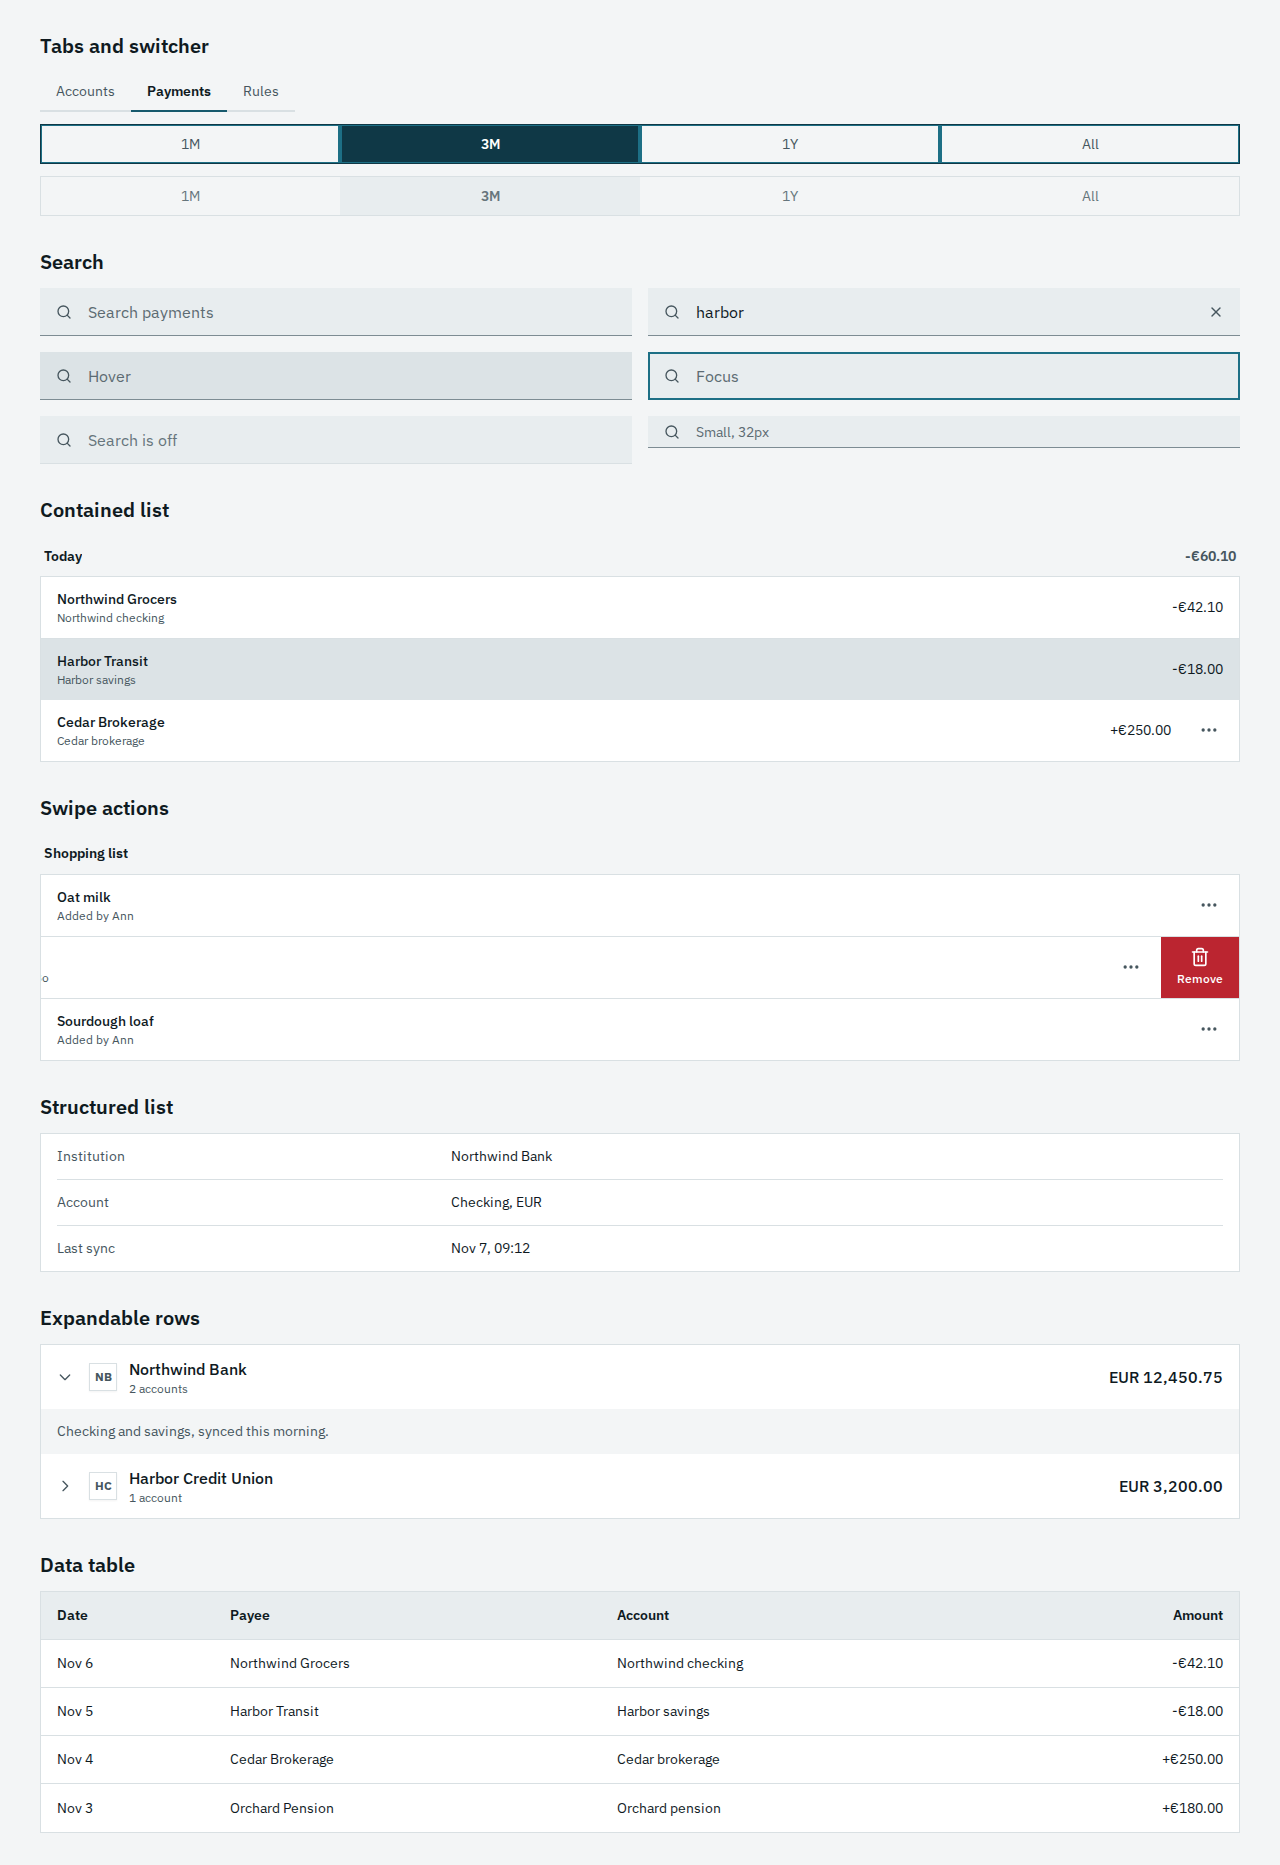 Tabs and switcher
Accounts Payments Rules
1M 3M 1Y All
1M 3M 1Y All
Search
Search payments harbor
Hover Focus
Search is off Small, 32px
Contained list
Today -€60.10
Northwind Grocers
Northwind checking
-€42.10
Harbor Transit
Harbor savings
-€18.00
Cedar Brokerage
Cedar brokerage
+€250.00
Swipe actions
Shopping list
Oat milk
Added by Ann
o
Remove
Sourdough loaf
Added by Ann
Structured list
Institution Northwind Bank
Account Checking, EUR
Last sync Nov 7, 09:12
Expandable rows
NB Northwind Bank
2 accounts
EUR 12,450.75
Checking and savings, synced this morning.
HC Harbor Credit Union
1 account
EUR 3,200.00
Data table
Date Payee Account Amount
Nov 6 Northwind Grocers Northwind checking -€42.10
Nov 5 Harbor Transit Harbor savings -€18.00
Nov 4 Cedar Brokerage Cedar brokerage +€250.00
Nov 3 Orchard Pension Orchard pension +€180.00